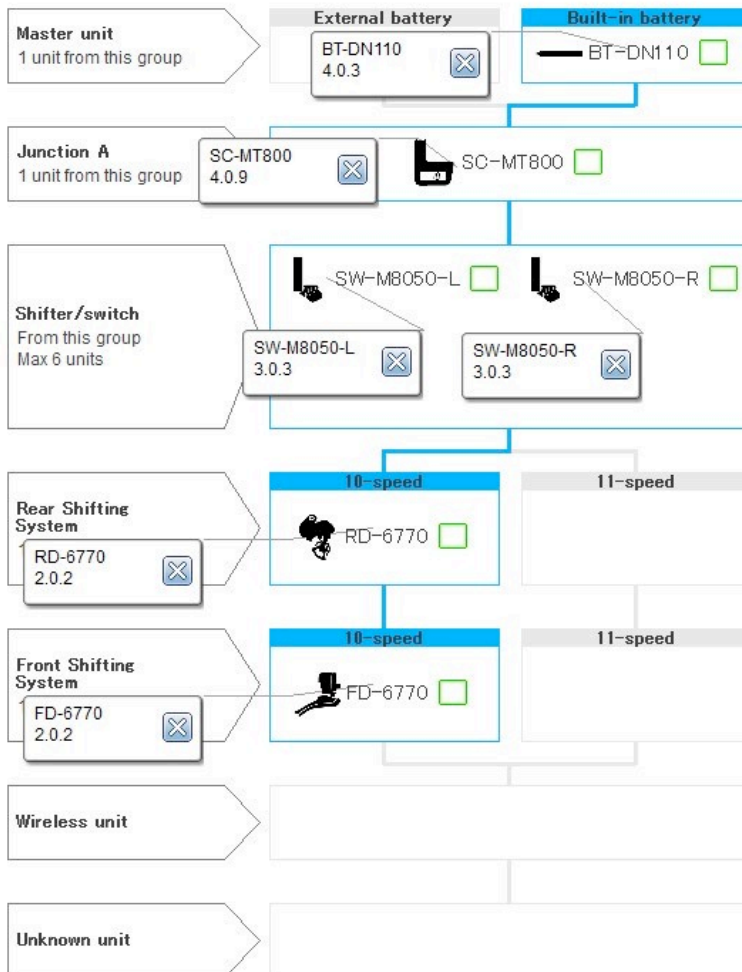 External battery
Built-in battery
Master unit
1 unit from this group
BT-DN110
4.0.3
BT-DN110
Junction A
1 unit from this group
SC-MT800
4.0.9
SC-MT800
SW-M8050-L
SW-M8050-R
Shifter/switch
From this group
Max 6 units
SW-M8050-L
3.0.3
SW-M8050-R
3.0.3
10-speed
11-speed
Rear Shifting
System
RD-6770
RD-6770
2.0.2
10-speed
11-speed
Front Shifting
System
FD-6770
FD-6770
2.0.2
Wireless unit
Unknown unit